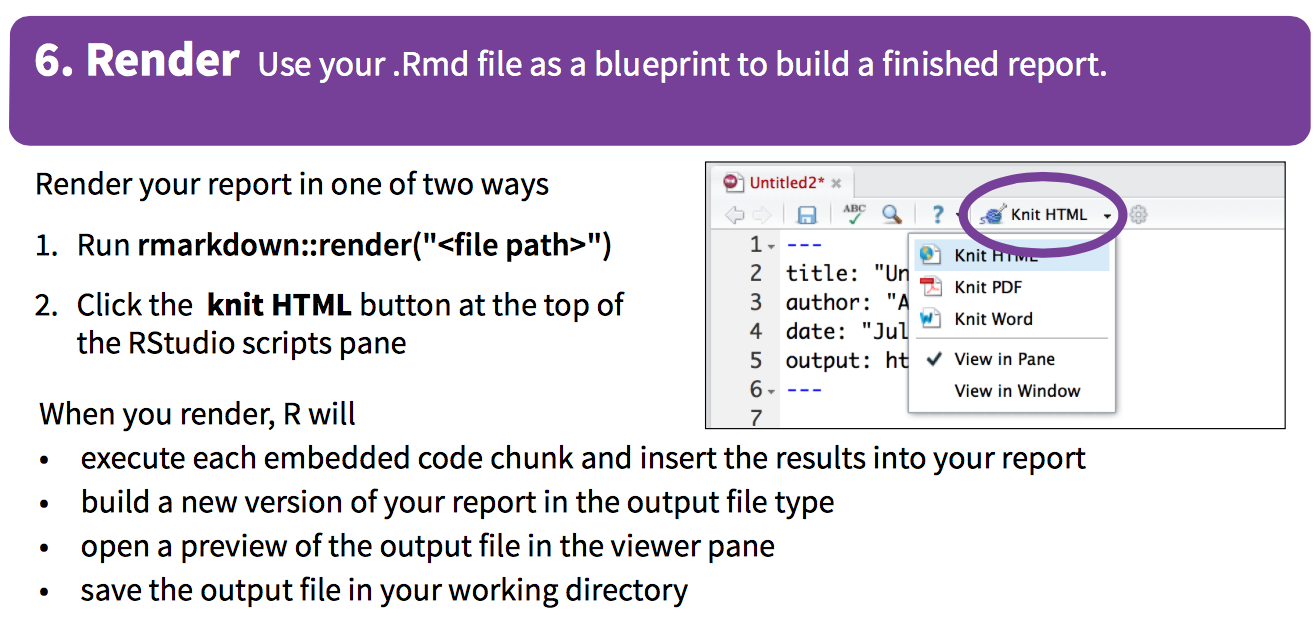 6. Render Use your .Rmd file as a blueprint to build a finished report.
Render your report in one of two ways
1. Run rmarkdown::render("<file path>")
2. Click the knit HTML button at the top of
the RStudio scripts pane
When you render, R will
• execute each embedded code chunk and insert the results into your report
• build a new version of your report in the output file type
• open a preview of the output file in the viewer pane
• save the output file in your working directory
Untitled2*
ABC ? Knit HTML
1 ---
2 title: "Un
3 author: "A
4 date: "Jul
5 output: ht
6 ---
7
Knit HTML
Knit PDF
Knit Word
View in Pane
View in Window